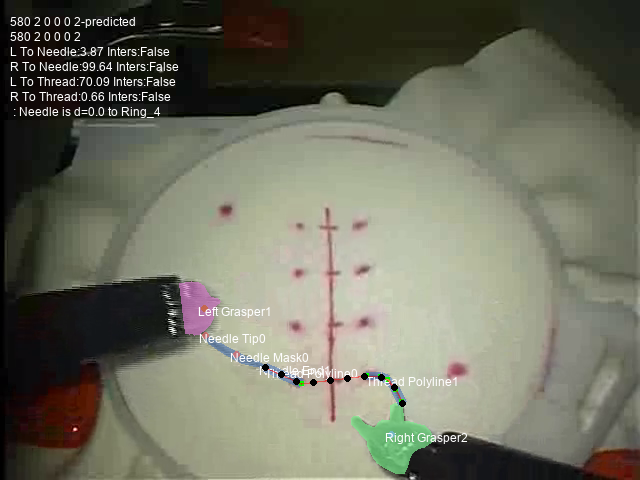 580 2 0 0 0 2-predicted
580 2 0 0 0 2
L To Needle:3.87 Inters:False
R To Needle:99.64 Inters:False
L To Thread:70.09 Inters:False
R To Thread:0.66 Inters:False
: Needle is d=0.0 to Ring_4
Left Grasper1
Needle Tip0
Needle Mask0
Thread Polyline0
Thread Polyline1
Right Grasper2